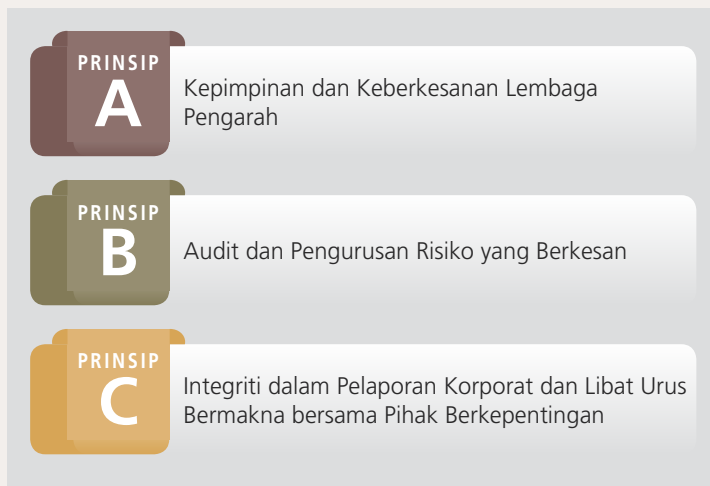 PRINSIP
A
Kepimpinan dan Keberkesanan Lembaga
Pengarah
PRINSIP
B
Audit dan Pengurusan Risiko yang Berkesan
PRINSIP
C
Integriti dalam Pelaporan Korporat dan Libat Urus
Bermakna bersama Pihak Berkepentingan